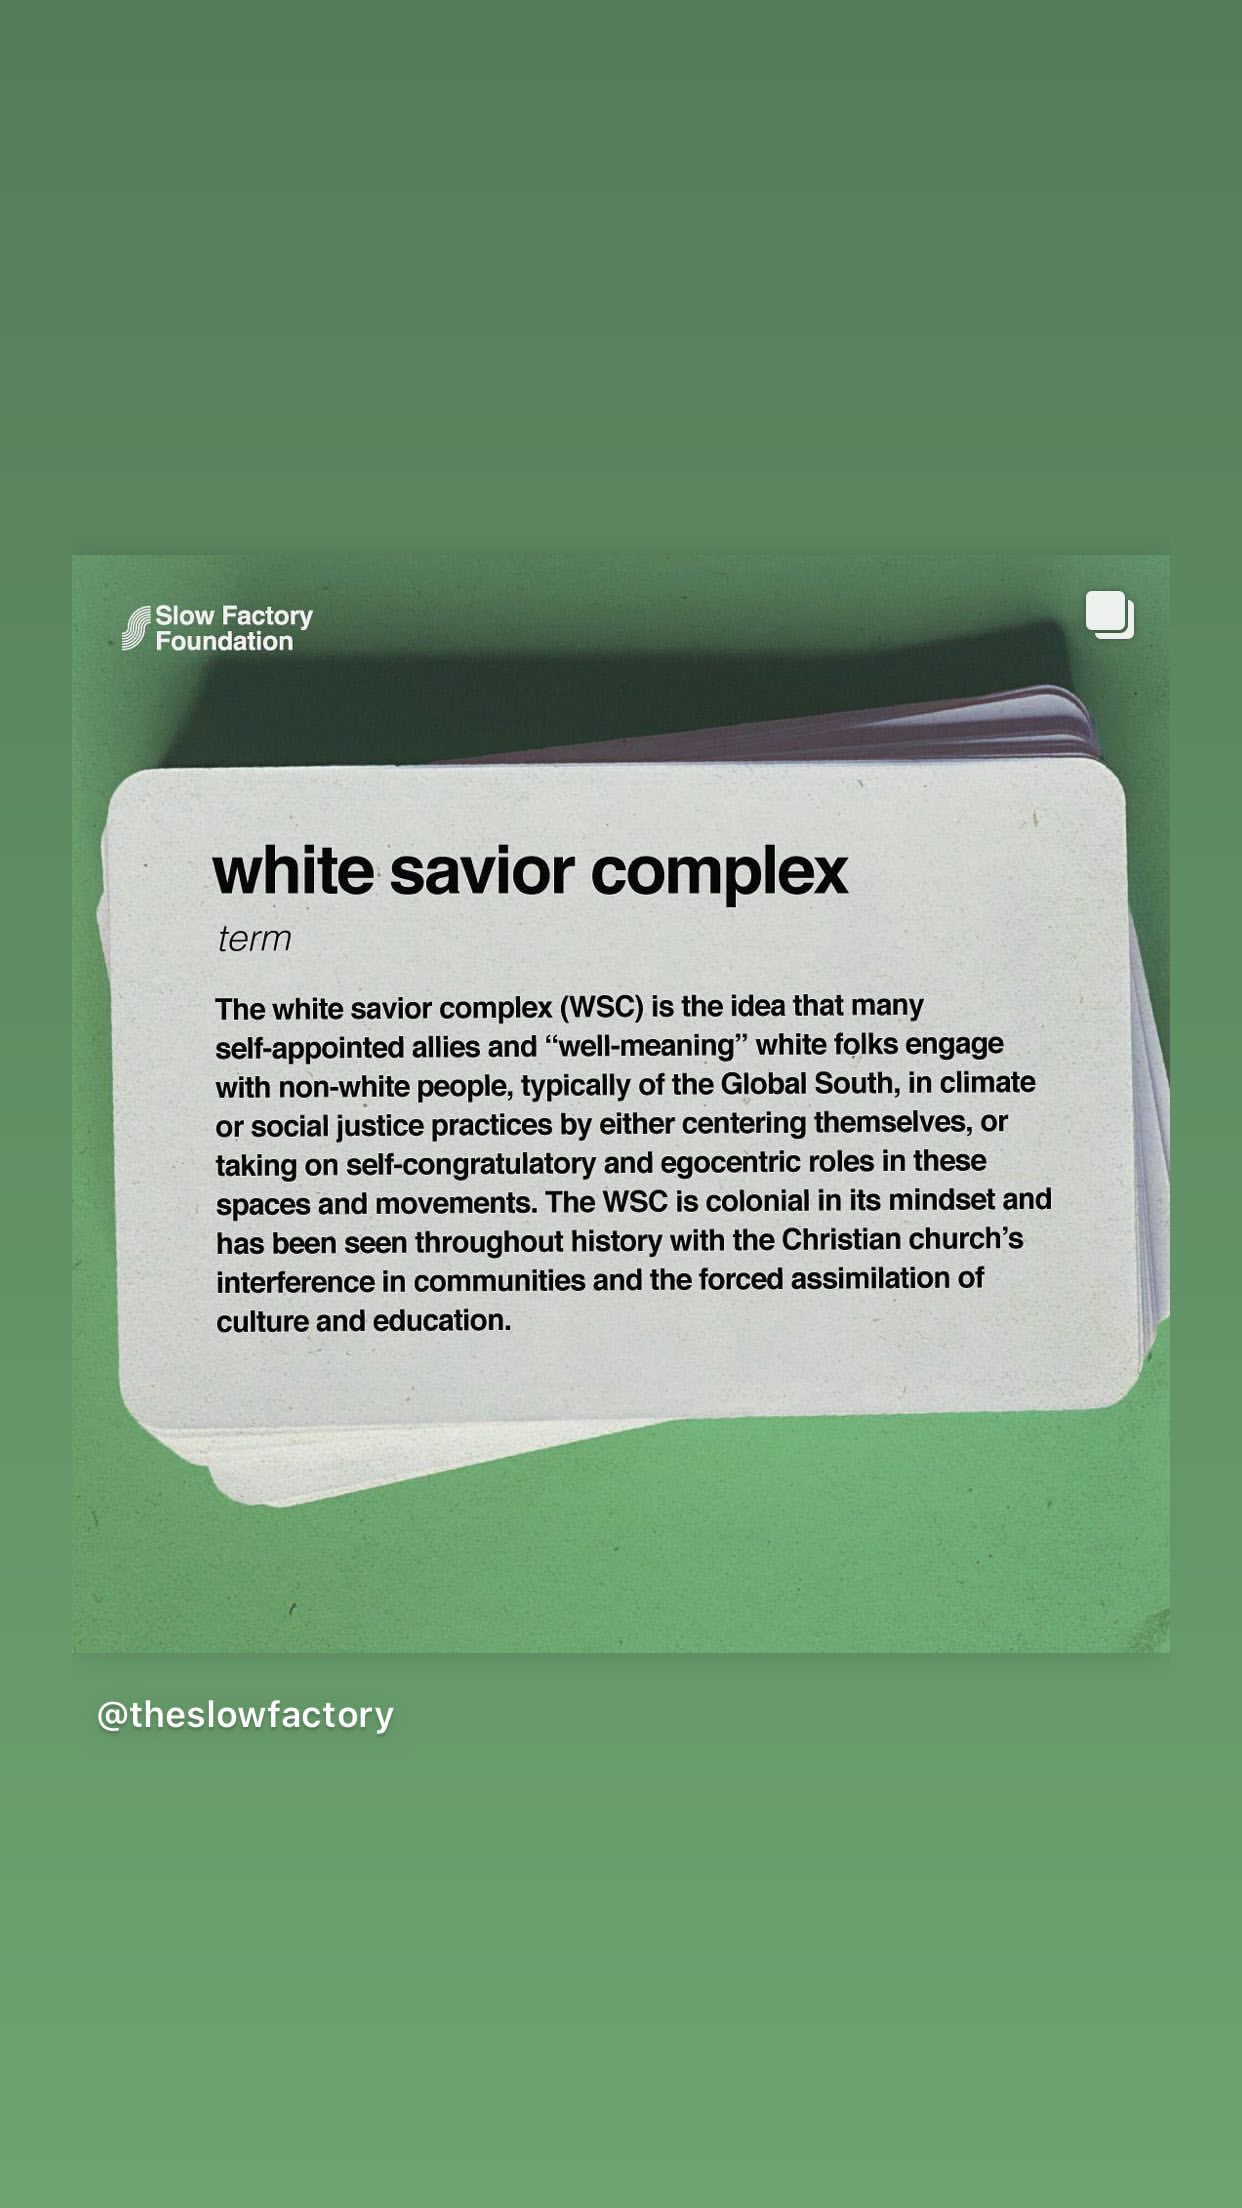 Slow Factory
Foundation
white savior complex
term
The white savior complex (WSC) is the idea that many
self-appointed allies and “well-meaning” white folks engage
with non-white people, typically of the Global South, in climate
or social justice practices by either centering themselves, or
taking on self-congratulatory and egocentric roles in these
spaces and movements. The WSC is colonial in its mindset and
has been seen throughout history with the Christian church’s
interference in communities and the forced assimilation of
culture and education.
@theslowfactory